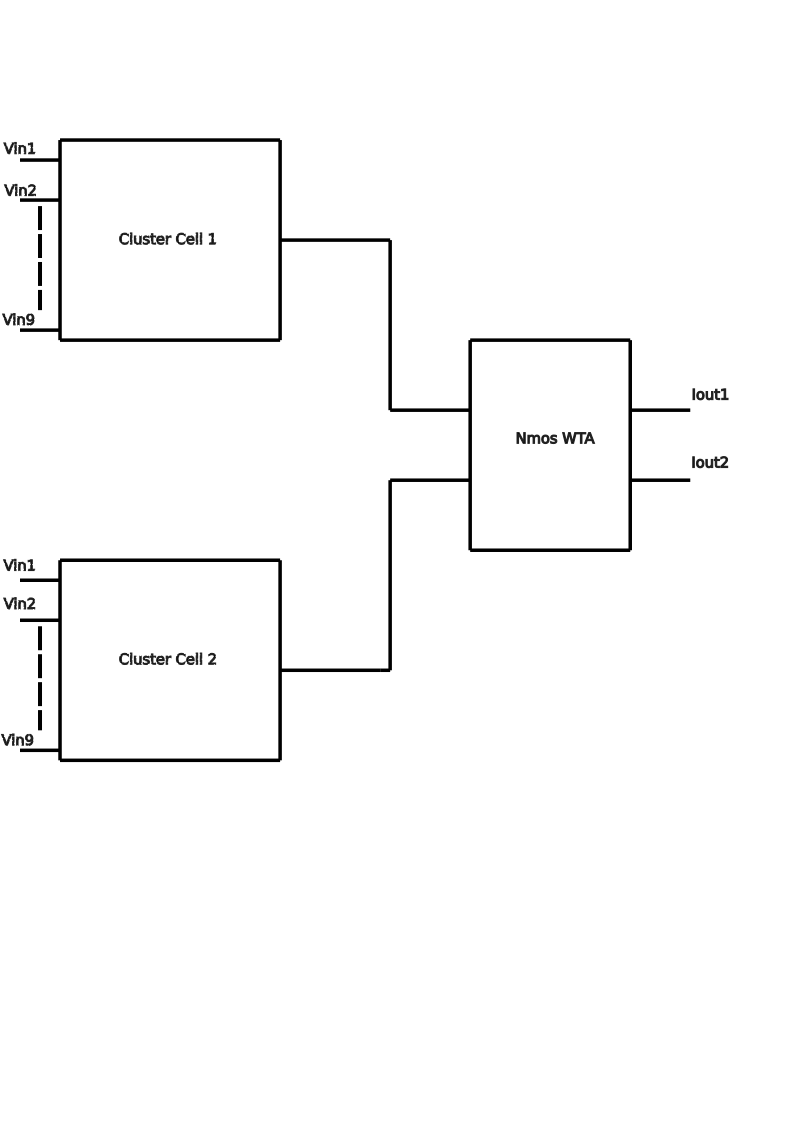 Vin1
Vin2
Cluster Cell 1
Vin9
Iout1
Nmos WTA
Iout2
Vin1
Vin2
Cluster Cell 2
Vin9